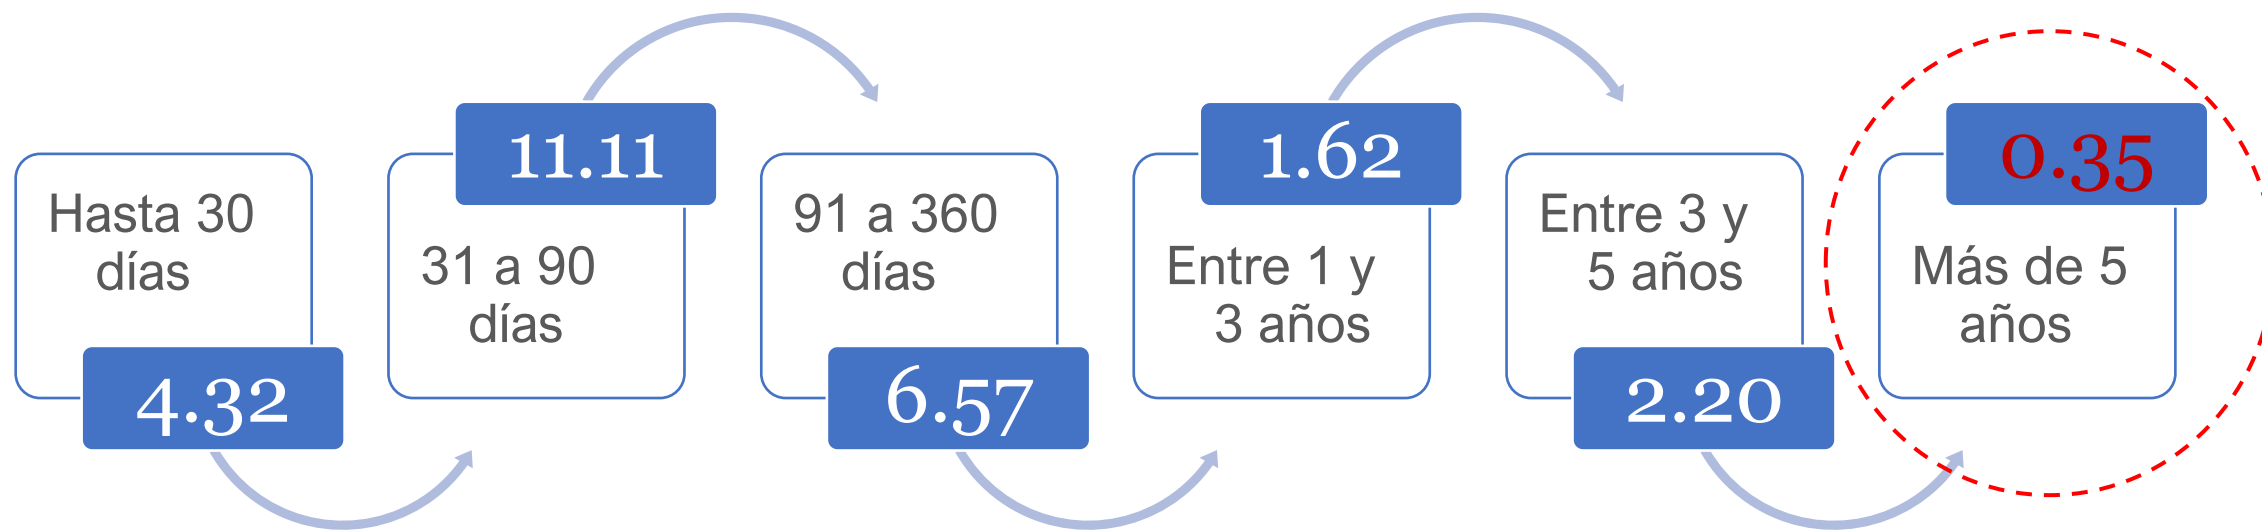 Hasta 30
días
4.32
11.11
31 a 90
días
91 a 360
días
6.57
1.62
Entre 1 y
3 años
Entre 3 y
5 años
2.20
0.35
Más de 5
años